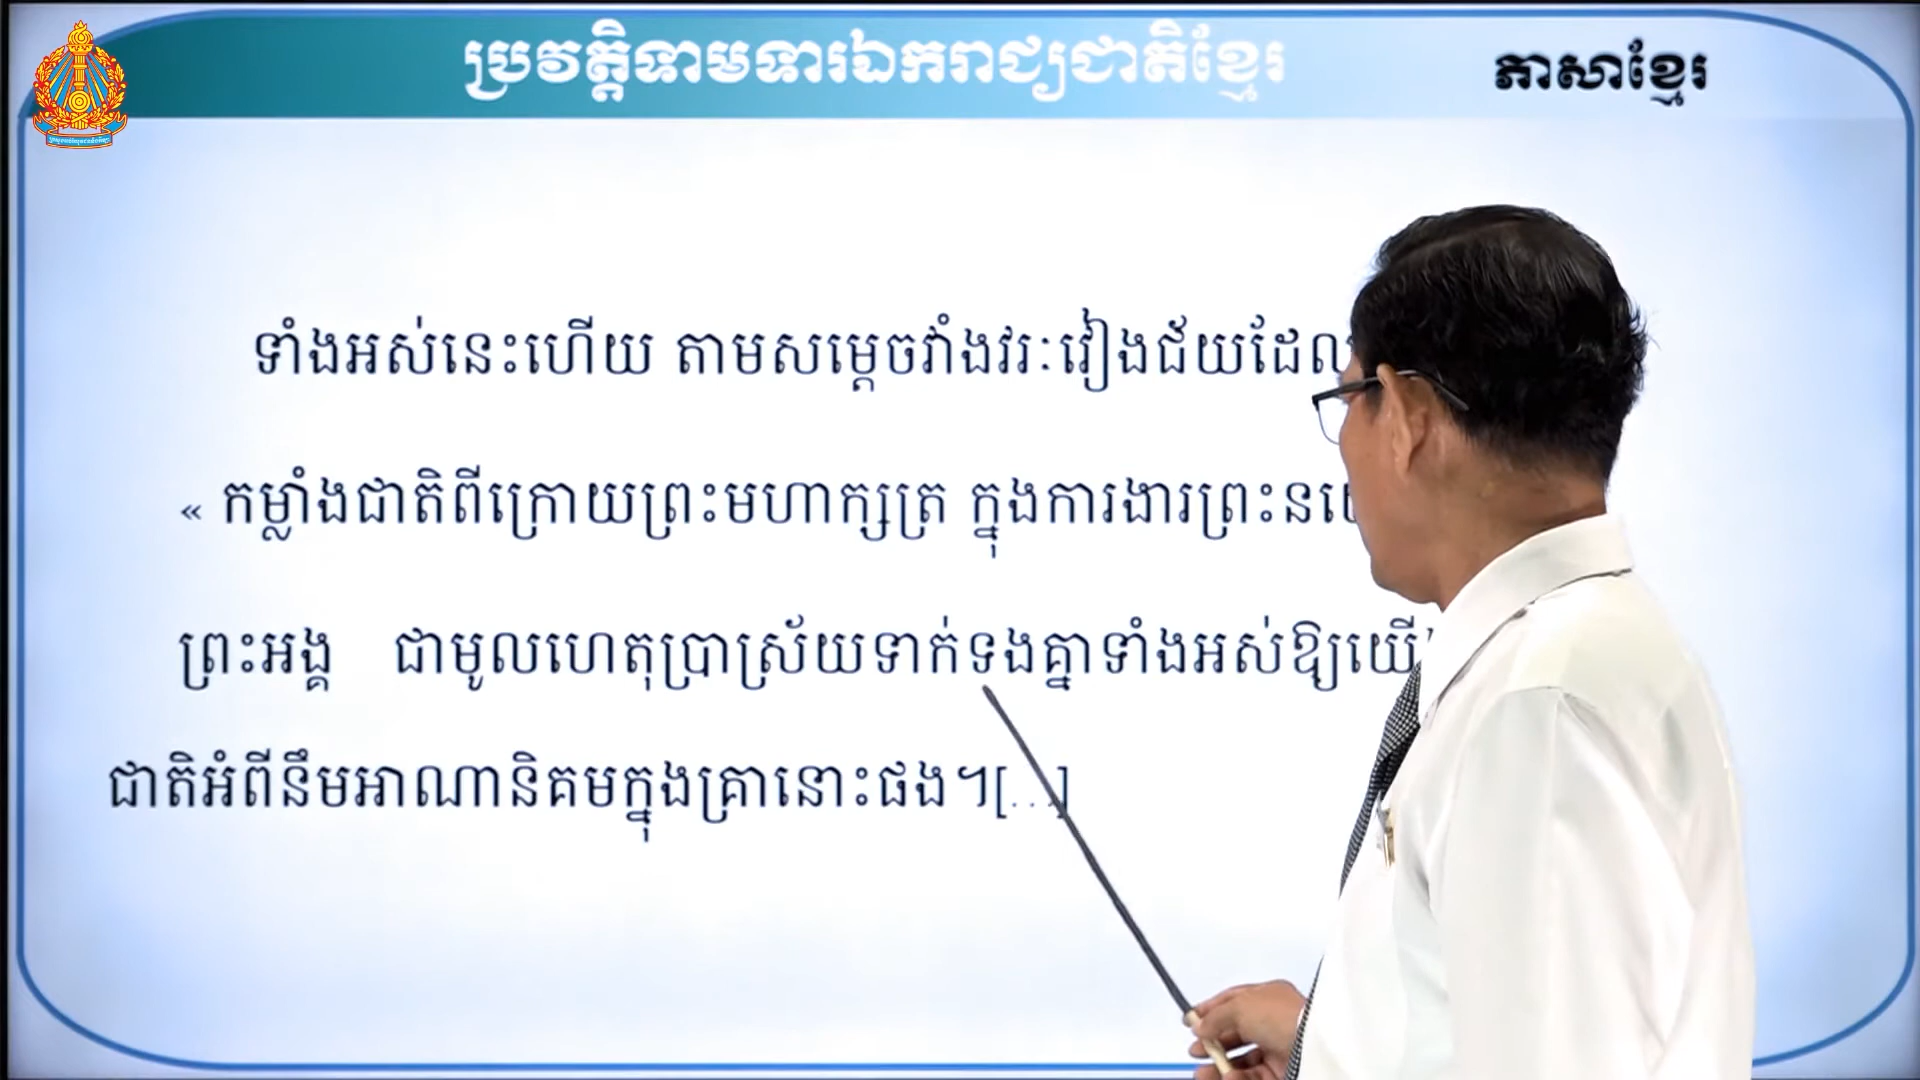 ប្រវត្តិទាមទារឯករាជ្យជាតិខ្មែរ
ភាសាខ្មែរ
ទាំងអស់នេះហើយ តាមសម្ដេចវាំងវរ:វៀងជ័យដែល
« កម្លាំងជាតិពីក្រោយព្រះមហាក្សត្រ ក្នុងការងារព្រះ
ព្រះអង្គ ជាមូលហេតុប្រាស្រ័យទាក់ទងគ្នាទាំងអស់ឱ្យ
ជាតិអំពីនឹមអាណានិគមក្នុងគ្រានោះផង។[...]